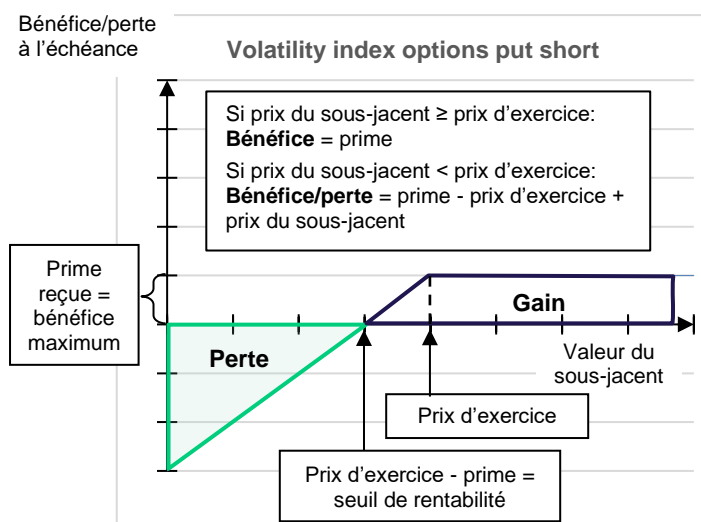 Bénéfice/perte
à l'échéance
Volatility index options put short
Si prix du sous-jacent ≥ prix d'exercice:
Bénéfice = prime
Si prix du sous-jacent < prix d'exercice:
Bénéfice/perte = prime - prix d'exercice +
prix du sous-jacent
Prime
reçue =
bénéfice
maximum
Gain
Perte
Valeur du
sous-jacent
Prix d'exercice
Prix d'exercice - prime =
seuil de rentabilité